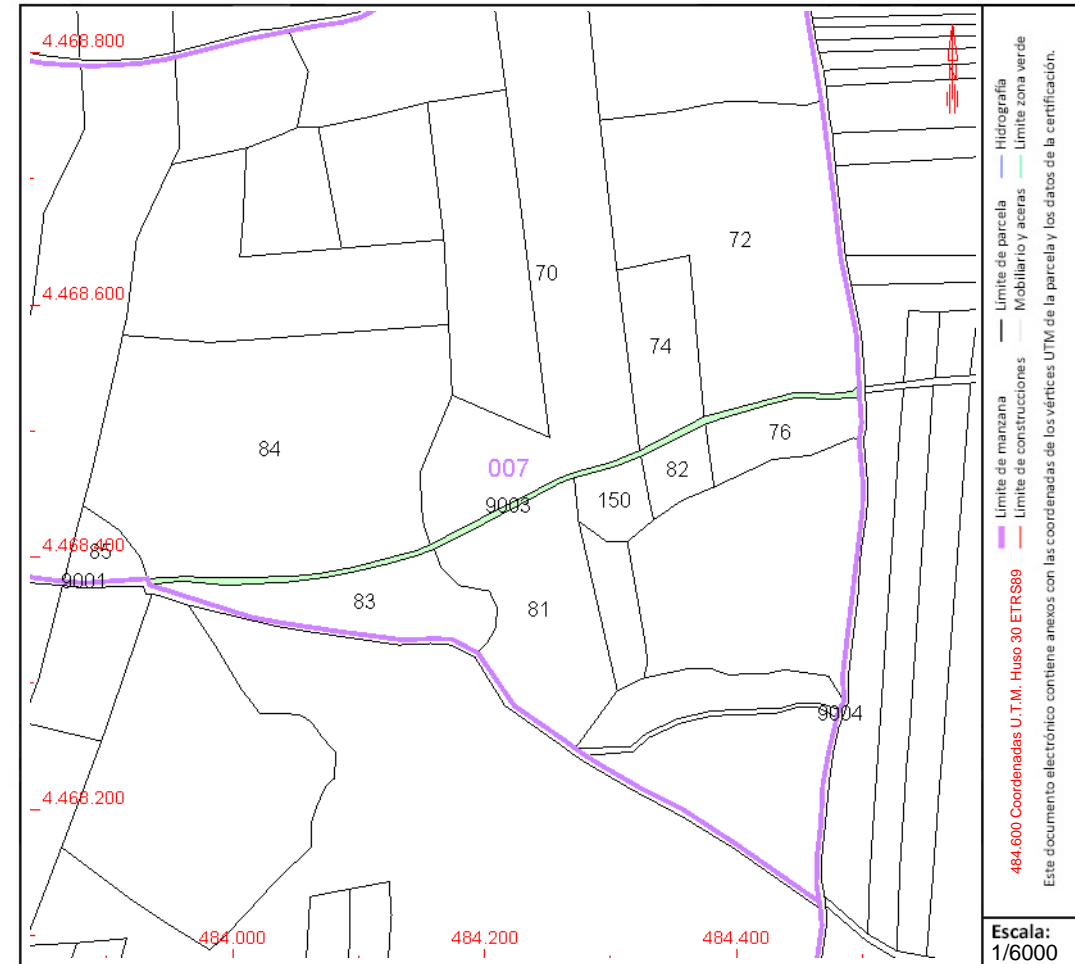 4.468.800
72
70
4.468.600
74
76
84
007
82
9003
150
4.468.400
85
9001
83
81
9004
4.468.200
484.000
484.200
484.400
Límite de manzana
Límite de parcela
Hidrografía
Límite de construcciones
Mobiliario y aceras
Límite zona verde
484.600 Coordenadas U.T.M. Huso 30 ETRS89
Este documento electrónico contiene anexos con las coordenadas de los vértices UTM de la parcela y los datos de la certificación.
Escala:
1/6000